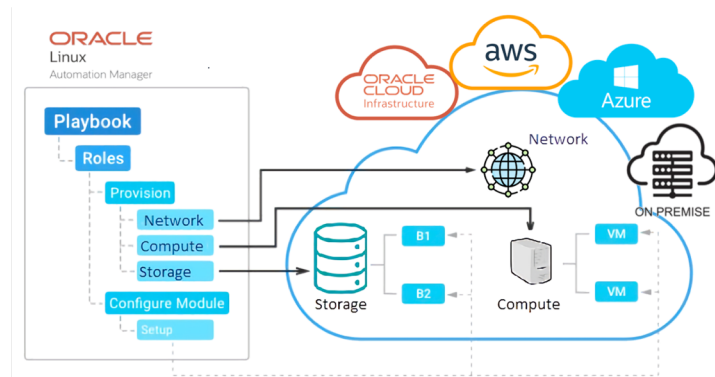 ORACLE
Linux
Automation Manager
Playbook
Roles
Provision
Network
Compute
Storage
Configure Module
Setup
ORACLE
CLOUD
Infrastructure
aws
Azure
ON PREMISE
Network
Storage
B1
B2
Compute
VM
VM